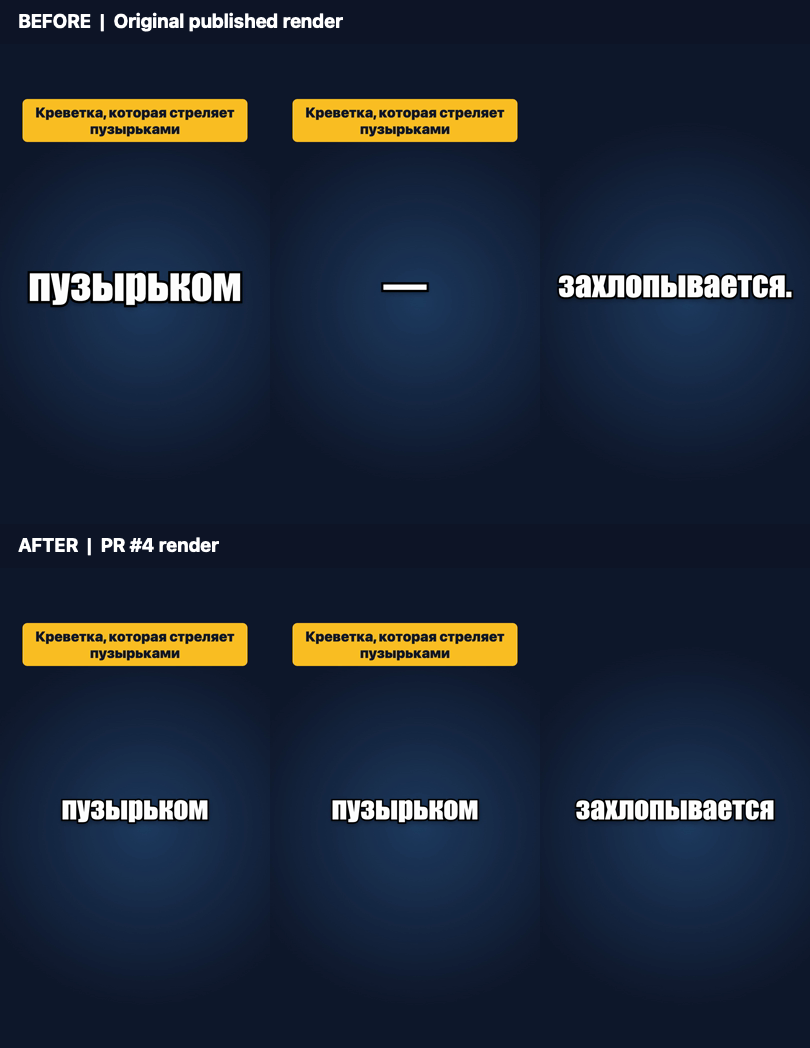 BEFORE | Original published render
Креветка, которая стреляет
пузырьками
Креветка, которая стреляет
пузырьками
пузырьком
—
захлопывается.
AFTER | PR #4 render
Креветка, которая стреляет
пузырьками
Креветка, которая стреляет
пузырьками
пузырьком
пузырьком
захлопывается